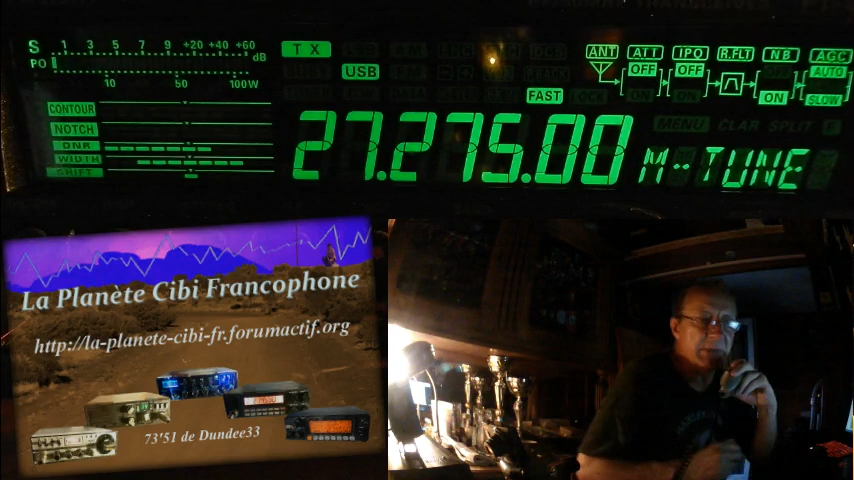 S 1 3 5 7 9 +20 +40 +60 dB
PO
10 50 100W
TX
USB
FAST
ANT ATT IPO R.FLT NB AGC
OFF OFF AUTO
ON SLOW
CONTOUR
NOTCH
DNR
WIDTH
SHIFT
MENU CLAR SPLIT
27.275.00 M--TUNE
La Planète Cibi Francophone
http://la-planete-cibi-fr.forumactif.org
73'51 de Dundee33